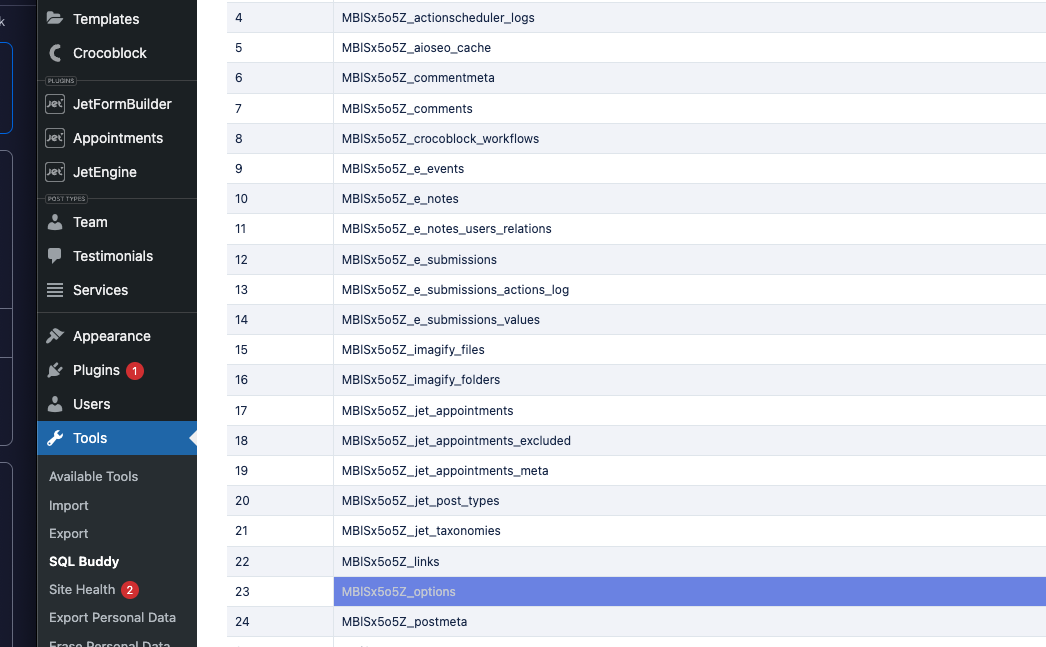 k
Templates
Crocoblock
PLUGINS
JetFormBuilder
Appointments
JetEngine
POST TYPES
Team
Testimonials
Services
Appearance
Plugins 1
Users
Tools
Available Tools
Import
Export
SQL Buddy
Site Health 2
Export Personal Data
Erase Personal Data
4 MBISx5o5Z_actionscheduler_logs
5 MBISx5o5Z_aioseo_cache
6 MBISx5o5Z_commentmeta
7 MBISx5o5Z_comments
8 MBISx5o5Z_crocoblock_workflows
9 MBISx5o5Z_e_events
10 MBISx5o5Z_e_notes
11 MBISx5o5Z_e_notes_users_relations
12 MBISx5o5Z_e_submissions
13 MBISx5o5Z_e_submissions_actions_log
14 MBISx5o5Z_e_submissions_values
15 MBISx5o5Z_imagify_files
16 MBISx5o5Z_imagify_folders
17 MBISx5o5Z_jet_appointments
18 MBISx5o5Z_jet_appointments_excluded
19 MBISx5o5Z_jet_appointments_meta
20 MBISx5o5Z_jet_post_types
21 MBISx5o5Z_jet_taxonomies
22 MBISx5o5Z_links
23 MBISx5o5Z_options
24 MBISx5o5Z_postmeta